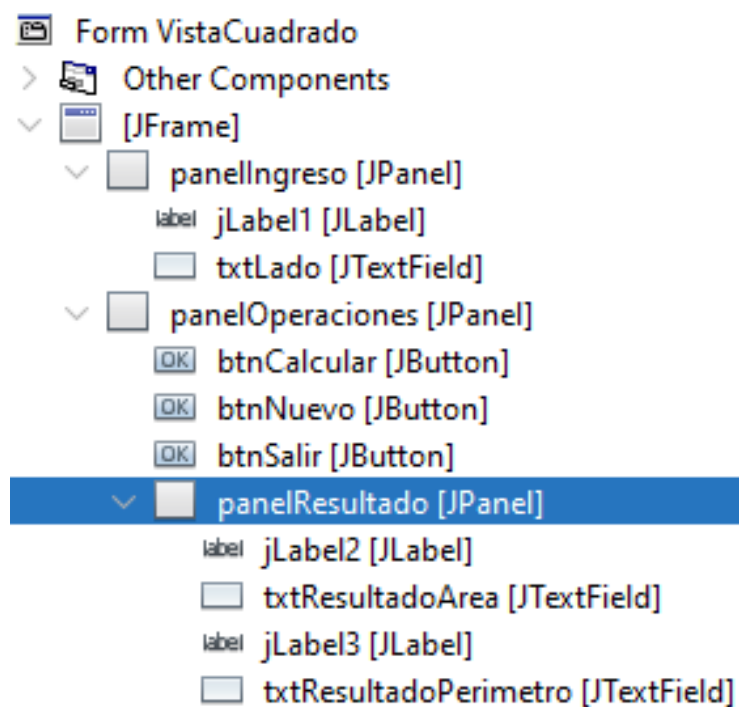 Form VistaCuadrado
Other Components
[JFrame]
panelIngreso [JPanel]
label jLabel1 [JLabel]
txtLado [JTextField]
panelOperaciones [JPanel]
OK btnCalcular [JButton]
OK btnNuevo [JButton]
OK btnSalir [JButton]
panelResultado [JPanel]
label jLabel2 [JLabel]
txtResultadoArea [JTextField]
label jLabel3 [JLabel]
txtResultadoPerimetro [JTextField]